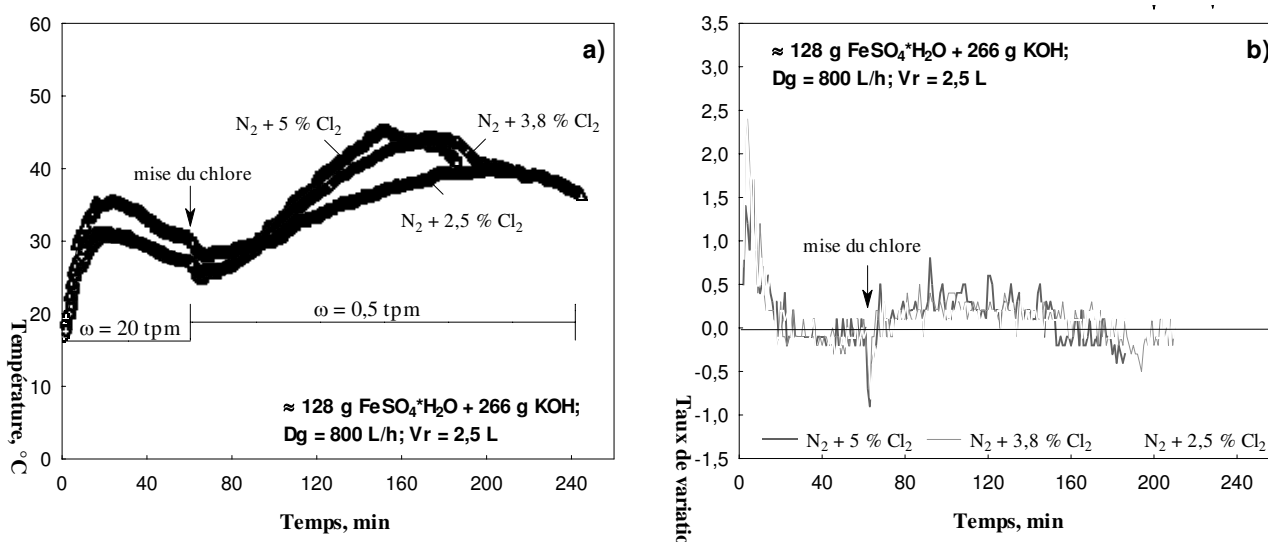 60
50
40
30
20
10
0
Température, °C
a)
N₂ + 5 % Cl₂
N₂ + 3,8 % Cl₂
mise du chlore
N₂ + 2,5 % Cl₂
ω = 20 tpm
ω = 0,5 tpm
≈ 128 g FeSO₄*H₂O + 266 g KOH;
Dg = 800 L/h; Vr = 2,5 L
0 40 80 120 160 200 240
Temps, min
3,5
3,0
2,5
2,0
1,5
1,0
0,5
0,0
-0,5
-1,0
-1,5
Taux de variatio
b)
≈ 128 g FeSO₄*H₂O + 266 g KOH;
Dg = 800 L/h; Vr = 2,5 L
mise du chlore
N₂ + 5 % Cl₂ N₂ + 3,8 % Cl₂ N₂ + 2,5 % Cl₂
0 40 80 120 160 200 240
Temps, min